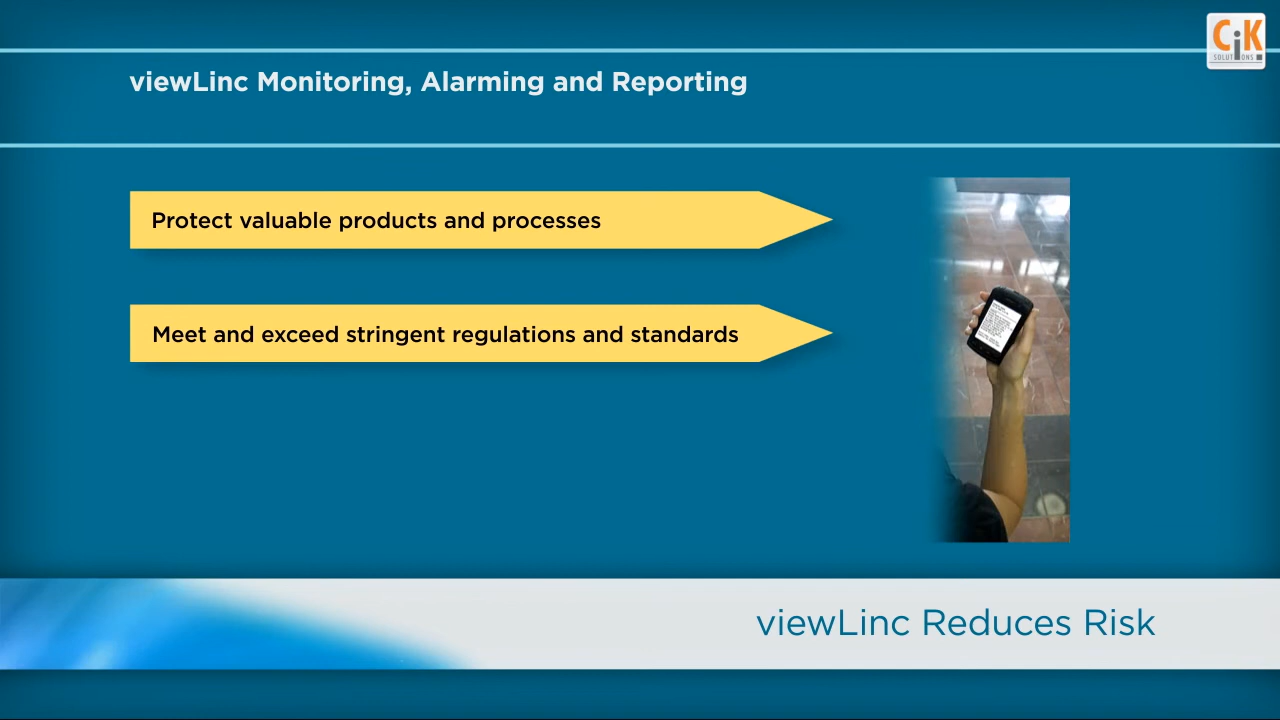 CiK
SOLUTIONS
viewLinc Monitoring, Alarming and Reporting
Protect valuable products and processes
Meet and exceed stringent regulations and standards
viewLinc Reduces Risk